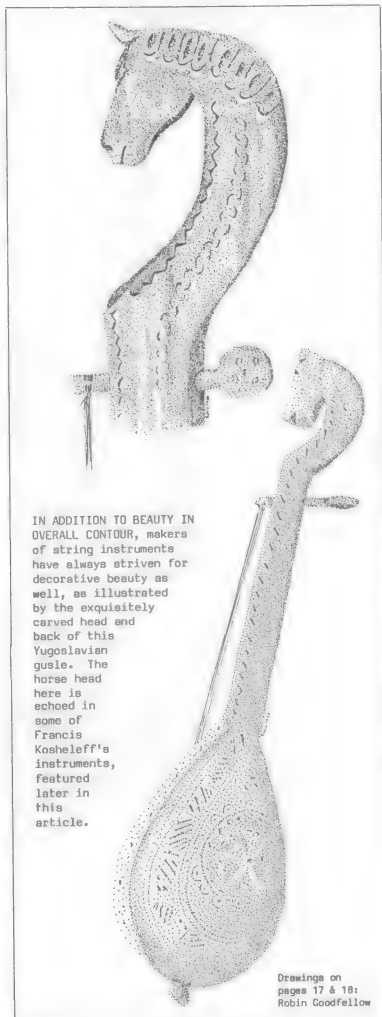 IN ADDITION TO BEAUTY IN
OVERALL CONTOUR, makers
of string instruments
have always striven for
decorative beauty as
well, as illustrated
by the exquisitely
carved head and
back of this
Yugoslavian
gusle. The
horse head
here is
echoed in
some of
Francis
Kosheleff's
instruments,
featured
later in
this
article.
Drawings on
pages 17 & 18:
Robin Goodfellow